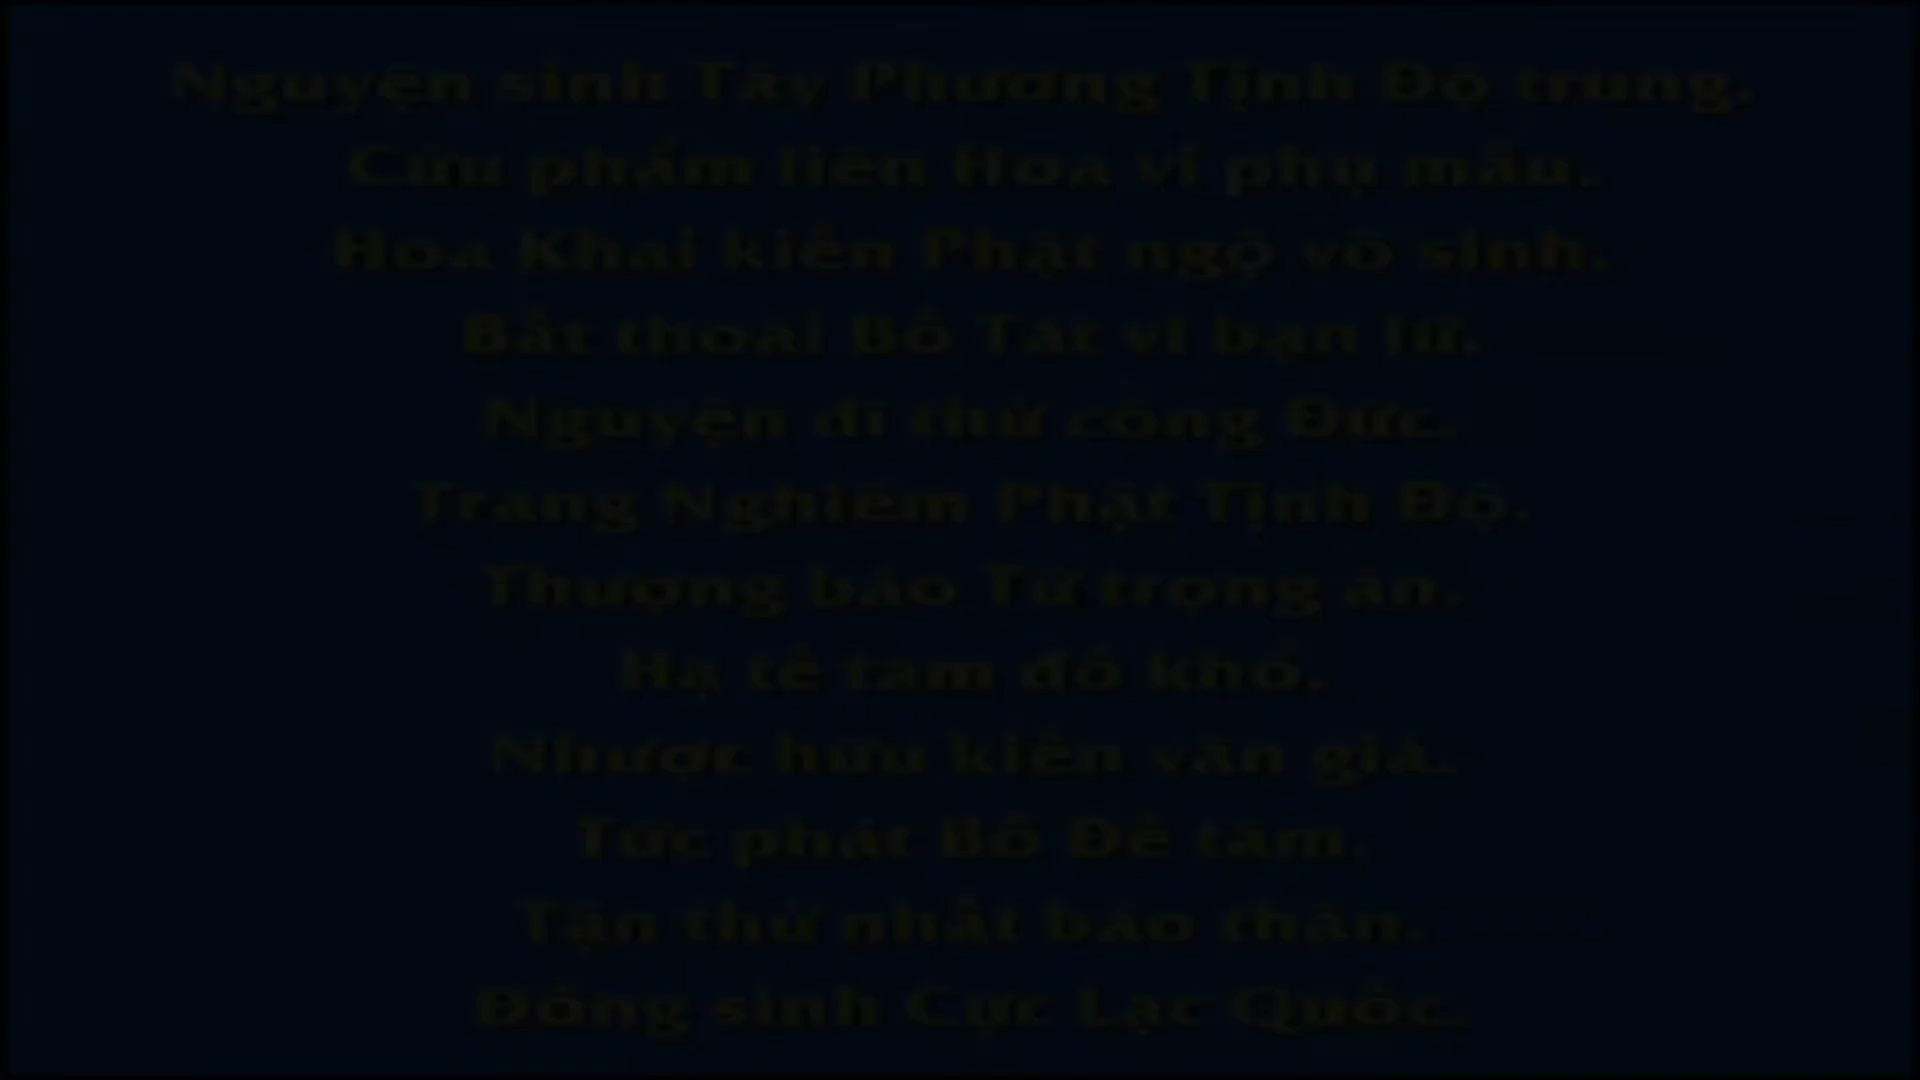 Nguyện sinh Tây Phương Tịnh Độ trung.
Cửu phẩm liên Hoa vi phụ mẫu.
Hoa Khai kiến Phật ngộ vô sinh.
Bất thoái Bồ Tát vi bạn lữ.
Nguyện dĩ thử công Đức.
Trang Nghiêm Phật Tịnh Độ.
Thượng báo Tứ trọng ân.
Hạ tế tam đồ khổ.
Nhược hữu kiến văn giả.
Tức phát Bồ Đề tâm.
Tận thử nhất báo thân.
Đồng sinh Cực Lạc Quốc.